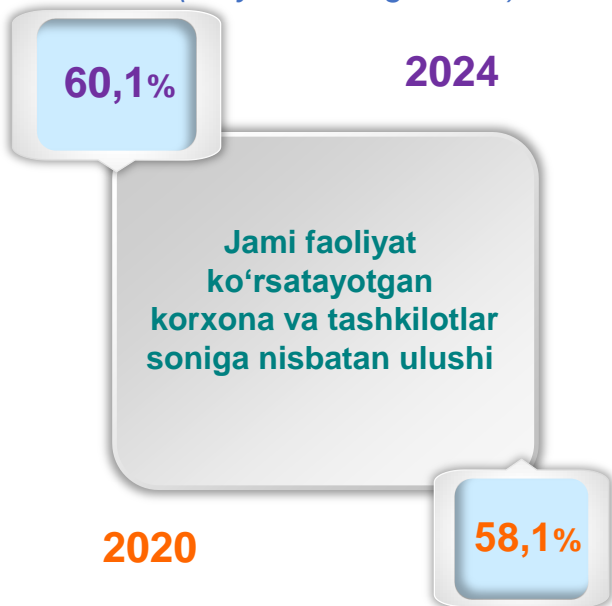 60,1%
2024
Jami faoliyat
ko‘rsatayotgan
korxona va tashkilotlar
soniga nisbatan ulushi
2020
58,1%